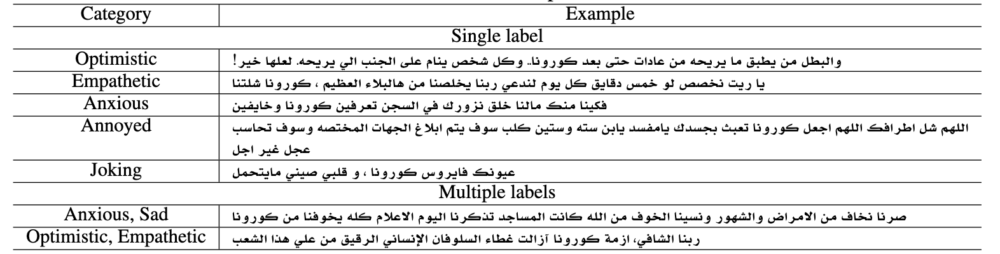 Category Example
Single label
Optimistic والبطل من يطبق ما يريحه من عادات حتى بعد كورونا.. وكل شخص ينام على الجنب الي يريحه. لعلها خير!
Empathetic يا ريت نخصص لو خمس دقايق كل يوم لندعي ربنا يخلصنا من هالبلاء العظيم ، كورونا شلتنا
Anxious فكينا منك مالنا خلق نزورك في السجن تعرفين كورونا وخايفين
Annoyed اللهم شل اطرافك اللهم اجعل كورونا تعبث بجسدك يامفسد يابن سته وستين كلب سوف يتم ابلاغ الجهات المختصه وسوف تحاسب
عجل غير اجل
Joking عيونك فايروس كورونا ، و قلبي صيني مايتحمل
Multiple labels
Anxious, Sad صرنا نخاف من الامراض والشهور ونسينا الخوف من الله كانت المساجد تذكرنا اليوم الاعلام كله يخوفنا من كورونا
Optimistic, Empathetic ربنا الشافي، ازمة كورونا آزالت غطاء السلوفان الإنساني الرقيق من علي هذا الشعب